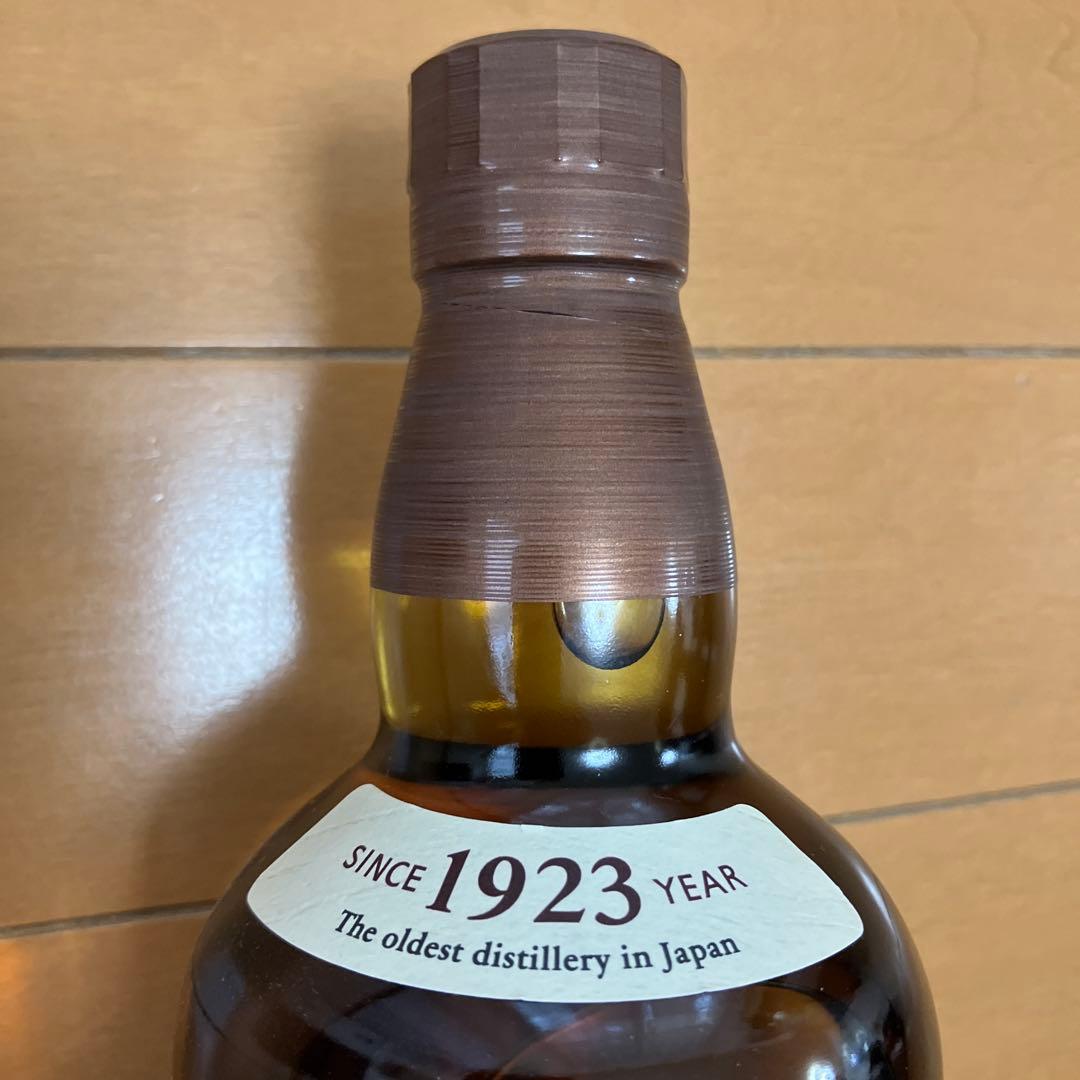 SINCE 1923 YEAR
The oldest distillery in Japan